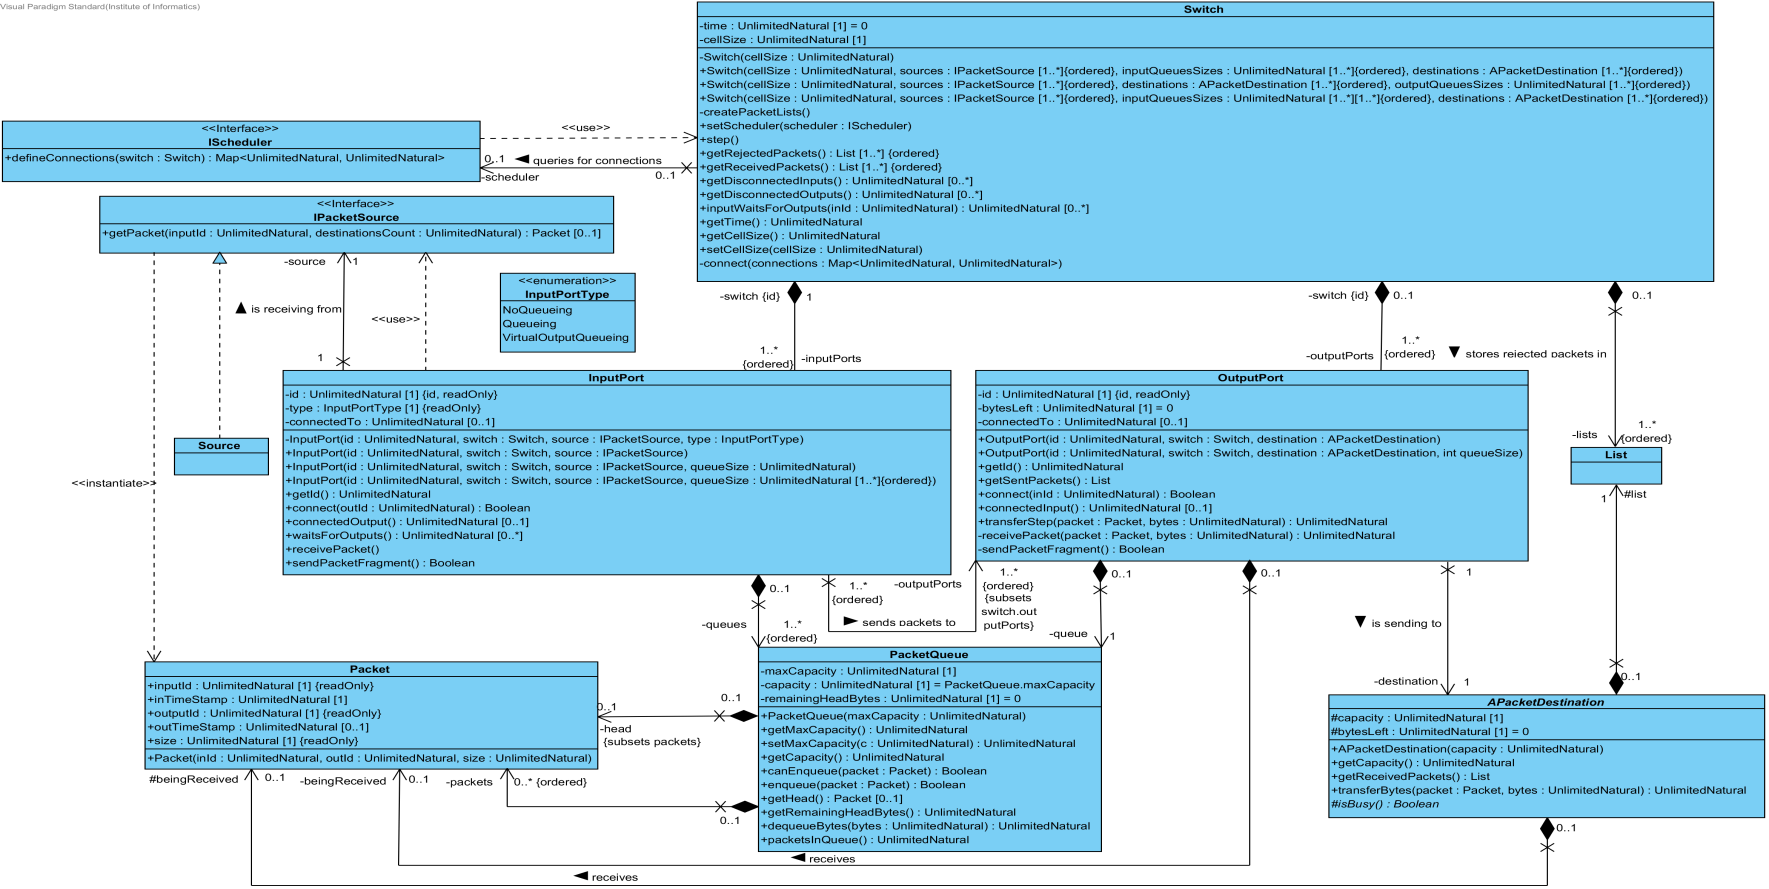 Visual Paradigm Standard(Institute of Informatics)
Switch
-time : UnlimitedNatural [1] = 0
-cellSize : UnlimitedNatural [1]
-Switch(cellSize : UnlimitedNatural)
+Switch(cellSize : UnlimitedNatural, sources : IPacketSource [1..*]{ordered}, inputQueuesSizes : UnlimitedNatural [1..*]{ordered}, destinations : APacketDestination [1..*]{ordered})
+Switch(cellSize : UnlimitedNatural, sources : IPacketSource [1..*]{ordered}, destinations : APacketDestination [1..*]{ordered}, outputQueuesSizes : UnlimitedNatural [1..*]{ordered})
+Switch(cellSize : UnlimitedNatural, sources : IPacketSource [1..*]{ordered}, inputQueuesSizes : UnlimitedNatural [1..*][1..*]{ordered}, destinations : APacketDestination [1..*]{ordered})
-createPacketLists()
+setScheduler(scheduler : IScheduler)
+step()
+getRejectedPackets() : List [1..*] {ordered}
+getReceivedPackets() : List [1..*] {ordered}
+getDisconnectedInputs() : UnlimitedNatural [0..*]
+getDisconnectedOutputs() : UnlimitedNatural [0..*]
+inputWaitsForOutputs(inId : UnlimitedNatural) : UnlimitedNatural [0..*]
+getTime() : UnlimitedNatural
+getCellSize() : UnlimitedNatural
+setCellSize(cellSize : UnlimitedNatural)
-connect(connections : Map<UnlimitedNatural, UnlimitedNatural>)
<<Interface>>
IScheduler
+defineConnections(switch : Switch) : Map<UnlimitedNatural, UnlimitedNatural>
<<use>>
0..1
queries for connections
-scheduler
0..1
<<Interface>>
IPacketSource
+getPacket(inputId : UnlimitedNatural, destinationsCount : UnlimitedNatural) : Packet [0..1]
-source
1
is receiving from
<<use>>
1
<<enumeration>>
InputPortType
NoQueueing
Queueing
VirtualOutputQueueing
-switch {id}
1
1..*
{ordered}
-inputPorts
-switch {id}
0..1
1..*
{ordered}
-outputPorts
0..1
stores rejected packets in
-lists
1..*
{ordered}
List
1
#list
Source
<<instantiate>>
InputPort
-id : UnlimitedNatural [1] {id, readOnly}
-type : InputPortType [1] {readOnly}
-connectedTo : UnlimitedNatural [0..1]
-InputPort(id : UnlimitedNatural, switch : Switch, source : IPacketSource, type : InputPortType)
+InputPort(id : UnlimitedNatural, switch : Switch, source : IPacketSource)
+InputPort(id : UnlimitedNatural, switch : Switch, source : IPacketSource, queueSize : UnlimitedNatural)
+InputPort(id : UnlimitedNatural, switch : Switch, source : IPacketSource, queueSize : UnlimitedNatural [1..*]{ordered})
+getId() : UnlimitedNatural
+connect(outId : UnlimitedNatural) : Boolean
+connectedOutput() : UnlimitedNatural [0..1]
+waitsForOutputs() : UnlimitedNatural [0..*]
+receivePacket()
+sendPacketFragment() : Boolean
OutputPort
-id : UnlimitedNatural [1] {id, readOnly}
-bytesLeft : UnlimitedNatural [1] = 0
-connectedTo : UnlimitedNatural [0..1]
+OutputPort(id : UnlimitedNatural, switch : Switch, destination : APacketDestination)
+OutputPort(id : UnlimitedNatural, switch : Switch, destination : APacketDestination, int queueSize)
+getId() : UnlimitedNatural
+getSentPackets() : List
+connect(inId : UnlimitedNatural) : Boolean
+connectedInput() : UnlimitedNatural [0..1]
+transferStep(packet : Packet, bytes : UnlimitedNatural) : UnlimitedNatural
-receivePacket(packet : Packet, bytes : UnlimitedNatural) : UnlimitedNatural
-sendPacketFragment() : Boolean
0..1
1..*
{ordered}
-outputPorts
1..*
{ordered}
{subsets
switch.out
putPorts}
sends packets to
-queues
1..*
{ordered}
0..1
-queue
1
0..1
1
is sending to
-destination
1
0..1
Packet
+inputId : UnlimitedNatural [1] {readOnly}
+inTimeStamp : UnlimitedNatural [1]
+outputId : UnlimitedNatural [1] {readOnly}
+outTimeStamp : UnlimitedNatural [0..1]
+size : UnlimitedNatural [1] {readOnly}
+Packet(inId : UnlimitedNatural, outId : UnlimitedNatural, size : UnlimitedNatural)
0..1
0..1
-head
{subsets packets}
PacketQueue
-maxCapacity : UnlimitedNatural [1]
-capacity : UnlimitedNatural [1] = PacketQueue.maxCapacity
-remainingHeadBytes : UnlimitedNatural [1] = 0
+PacketQueue(maxCapacity : UnlimitedNatural)
+getMaxCapacity() : UnlimitedNatural
+setMaxCapacity(c : UnlimitedNatural) : UnlimitedNatural
+getCapacity() : UnlimitedNatural
+canEnqueue(packet : Packet) : Boolean
+enqueue(packet : Packet) : Boolean
+getHead() : Packet [0..1]
+getRemainingHeadBytes() : UnlimitedNatural
+dequeueBytes(bytes : UnlimitedNatural) : UnlimitedNatural
+packetsInQueue() : UnlimitedNatural
APacketDestination
#capacity : UnlimitedNatural [1]
#bytesLeft : UnlimitedNatural [1] = 0
+APacketDestination(capacity : UnlimitedNatural)
+getCapacity() : UnlimitedNatural
+getReceivedPackets() : List
+transferBytes(packet : Packet, bytes : UnlimitedNatural) : UnlimitedNatural
#isBusy() : Boolean
#beingReceived
0..1
-beingReceived
0..1
-packets
0..* {ordered}
0..1
0..1
receives
receives